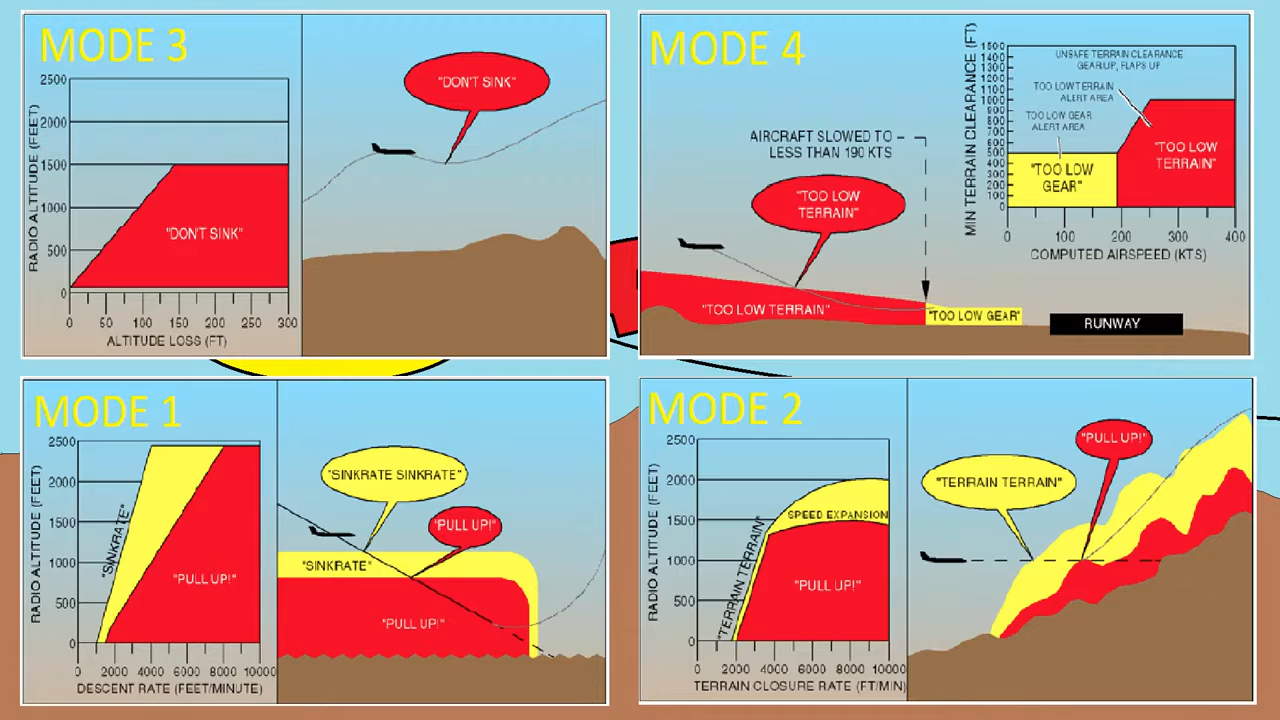 MODE 3
2500
2000
1500
1000
500
0
RADIO ALTITUDE (FEET)
"DON'T SINK"
0 50 100 150 200 250 300
ALTITUDE LOSS (FT)
"DON'T SINK"
MODE 4
AIRCRAFT SLOWED TO
LESS THAN 190 KTS
"TOO LOW
TERRAIN"
"TOO LOW TERRAIN"
"TOO LOW GEAR"
RUNWAY
MIN TERRAIN CLEARANCE (FT)
1500
1400
1300
1200
1100
1000
900
800
700
600
500
400
300
200
100
0
UNSAFE TERRAIN CLEARANCE
GEAR UP, FLAPS UP
TOO LOW TERRAIN
ALERT AREA
TOO LOW GEAR
ALERT AREA
"TOO LOW
GEAR"
"TOO LOW
TERRAIN"
0 100 200 300 400
COMPUTED AIRSPEED (KTS)
MODE 1
2500
2000
1500
1000
500
0
RADIO ALTITUDE (FEET)
"SINKRATE"
"PULL UP!"
0 2000 4000 6000 8000 10000
DESCENT RATE (FEET/MINUTE)
"SINKRATE SINKRATE"
"PULL UP!"
"SINKRATE"
"PULL UP!"
MODE 2
2500
2000
1500
1000
500
0
RADIO ALTITUDE (FEET)
"TERRAIN TERRAIN"
SPEED EXPANSION
"PULL UP!"
0 2000 4000 6000 8000 10000
TERRAIN CLOSURE RATE (FT/MIN)
"TERRAIN TERRAIN"
"PULL UP!"